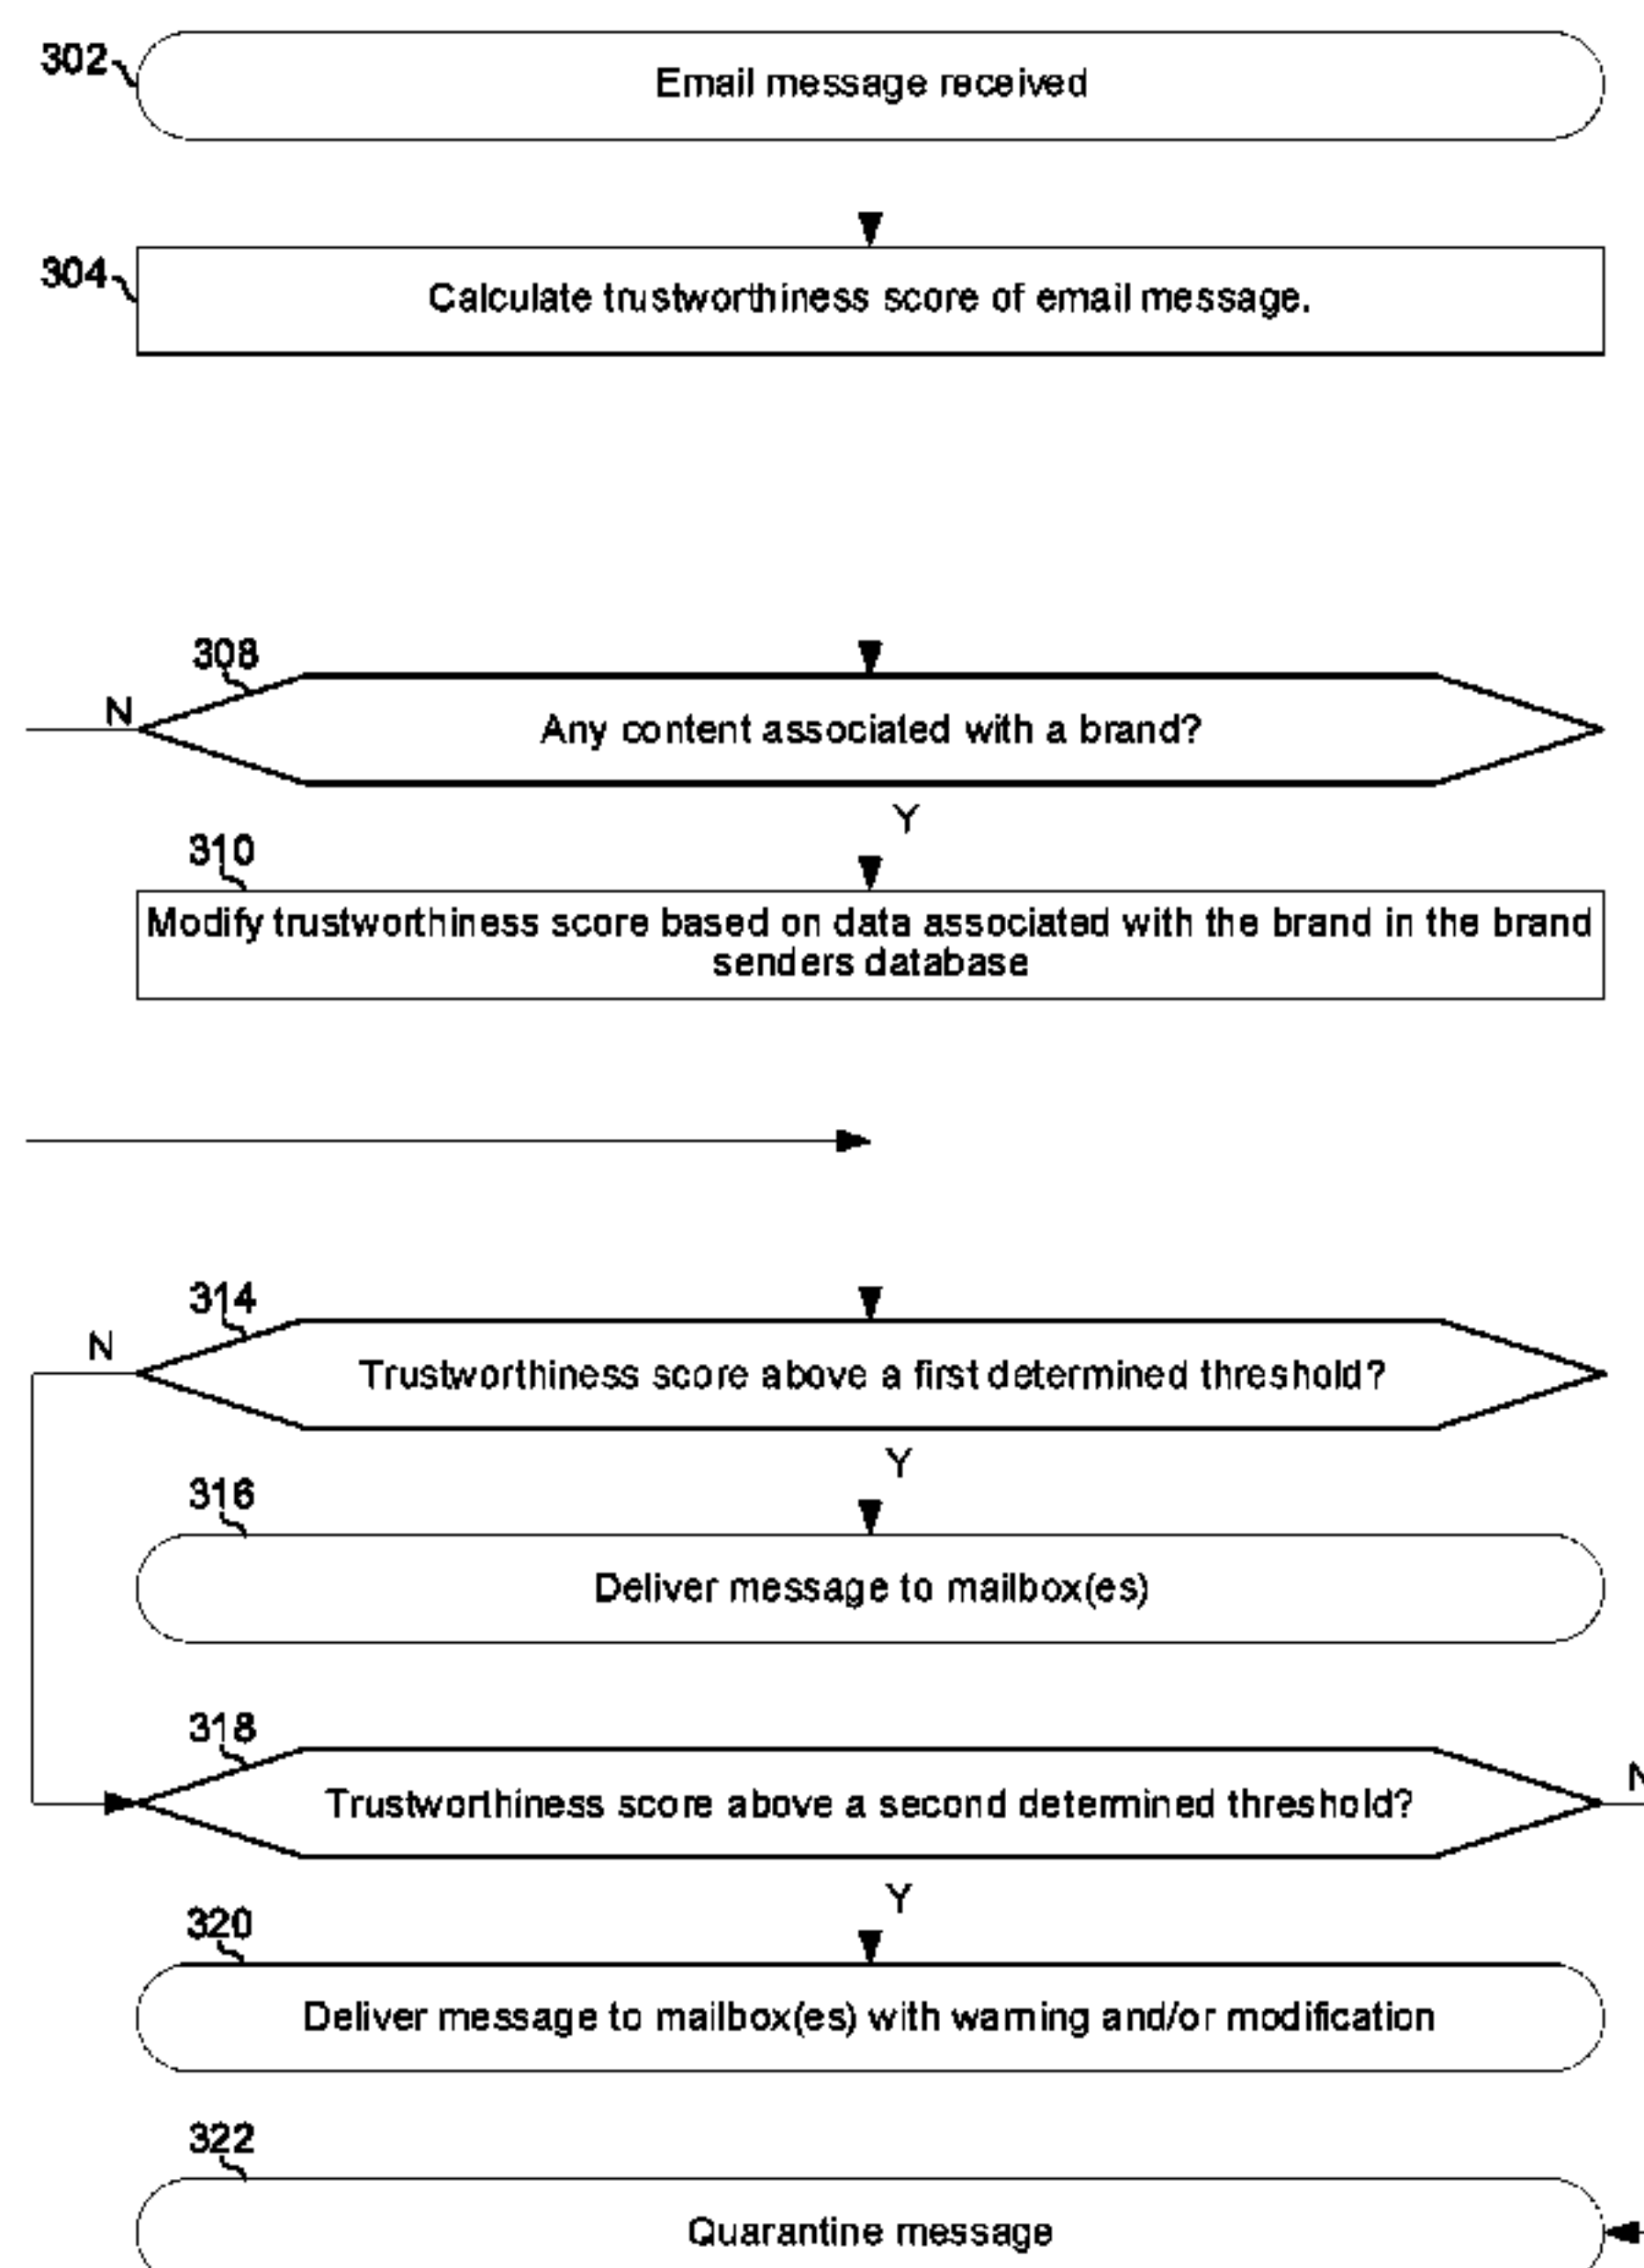 302
Email message received
304
Calculate trustworthiness score of email message.
308
N
Any content associated with a brand?
Y
310
Modify trustworthiness score based on data associated with the brand in the brand
senders database
314
N
Trustworthiness score above a first determined threshold?
Y
316
Deliver message to mailbox(es)
318
N
Trustworthiness score above a second determined threshold?
Y
320
Deliver message to mailbox(es) with warning and/or modification
322
Quarantine message